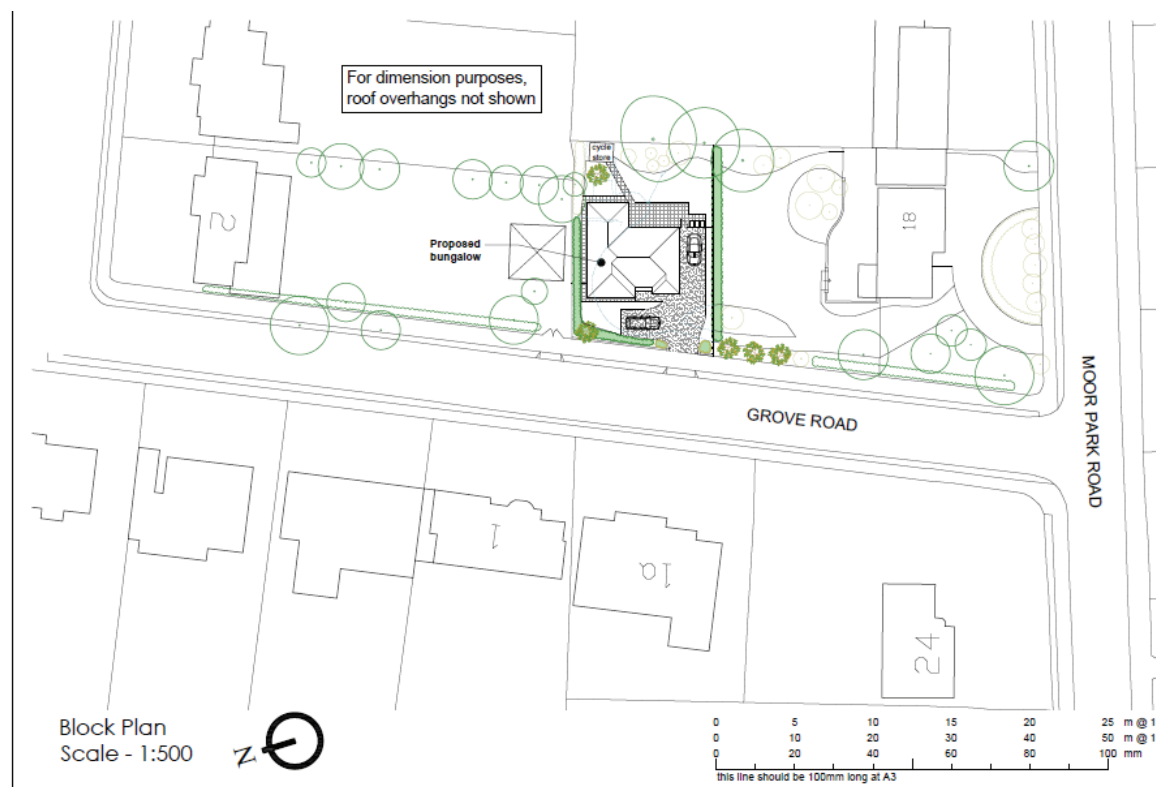 For dimension purposes,
roof overhangs not shown
cycle
store
2
18
Proposed
bungalow
GROVE ROAD
MOOR PARK ROAD
1
1a
24
Block Plan
Scale - 1:500
N
0 5 10 15 20 25 m @ 1
0 10 20 30 40 50 m @ 1
0 20 40 60 80 100 mm
this line should be 100mm long at A3